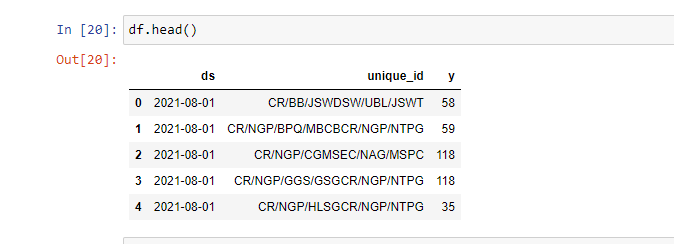 In [20]: df.head()
Out[20]:
ds unique_id y
0 2021-08-01 CR/BB/JSWDSW/UBL/JSWT 58
1 2021-08-01 CR/NGP/BPQ/MBCBCR/NGP/NTPG 59
2 2021-08-01 CR/NGP/CGMSEC/NAG/MSPC 118
3 2021-08-01 CR/NGP/GGS/GSGCR/NGP/NTPG 118
4 2021-08-01 CR/NGP/HLSGCR/NGP/NTPG 35